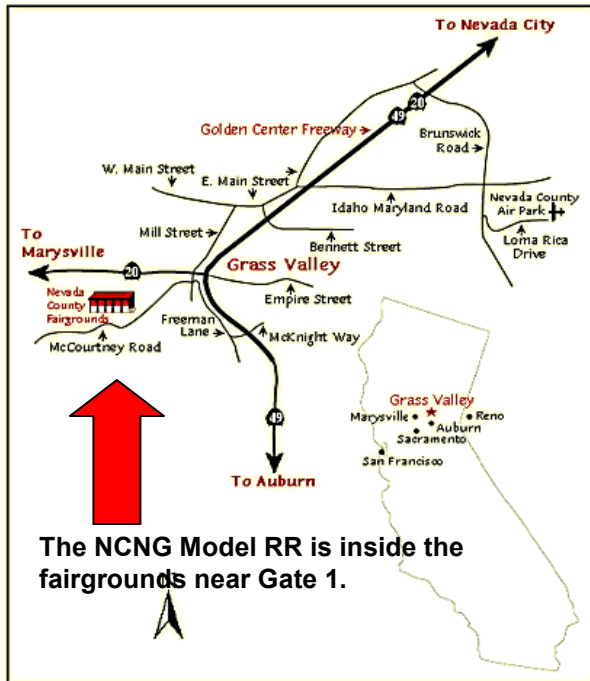 To Nevada City
20
49
Golden Center Freeway
Brunswick
Road
W. Main Street
E. Main Street
Idaho Maryland Road
Nevada County
Air Park
Mill Street
Bennett Street
Loma Rica
Drive
To
Marysville
20
Grass Valley
Nevada
County
Fairgrounds
Empire Street
Freeman
Lane
McKnight Way
McCourtney Road
49
To Auburn
Grass Valley
Marysville
Reno
Auburn
Sacramento
San Francisco
The NCNG Model RR is inside the
fairgrounds near Gate 1.
N